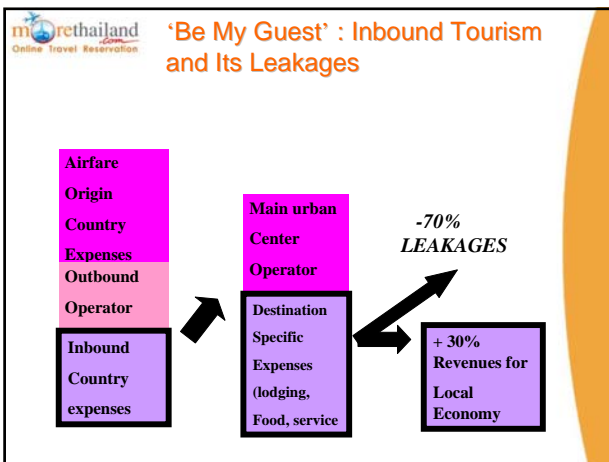 morethailand
.com
Online Travel Reservation
‘Be My Guest’ : Inbound Tourism
and Its Leakages
Airfare
Origin
Country
Expenses
Outbound
Operator
Inbound
Country
expenses
Main urban
Center
Operator
Destination
Specific
Expenses
(lodging,
Food, service
-70%
LEAKAGES
+ 30%
Revenues for
Local
Economy